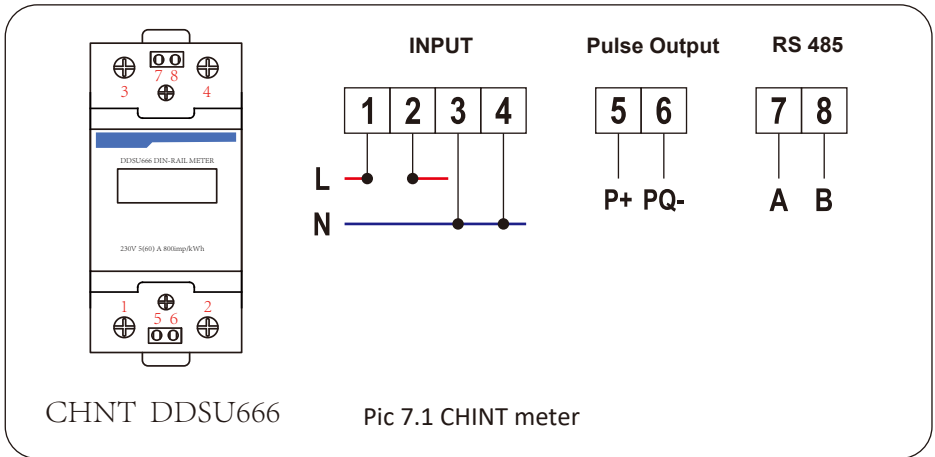 7 8
3 4
DDSU666 DIN-RAIL METER
230V 5(60) A 800imp/kWh
1 2
5 6
CHNT DDSU666
INPUT
1 2 3 4
L
N
Pulse Output
5 6
P+ PQ-
RS 485
7 8
A B
Pic 7.1 CHINT meter